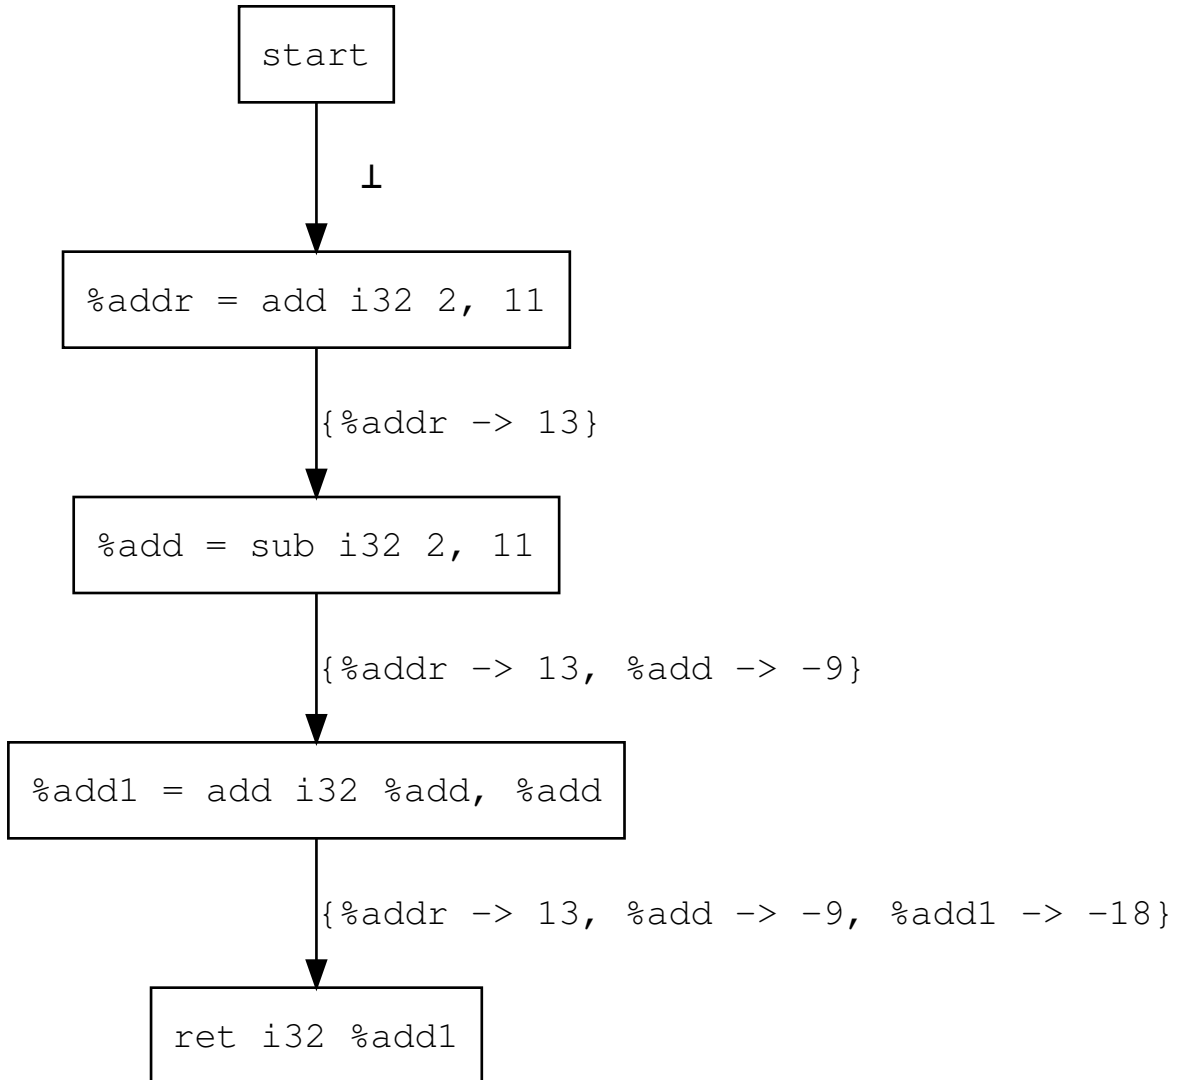 start
⊥
%addr = add i32 2, 11
{%addr -> 13}
%add = sub i32 2, 11
{%addr -> 13, %add -> -9}
%add1 = add i32 %add, %add
{%addr -> 13, %add -> -9, %add1 -> -18}
ret i32 %add1